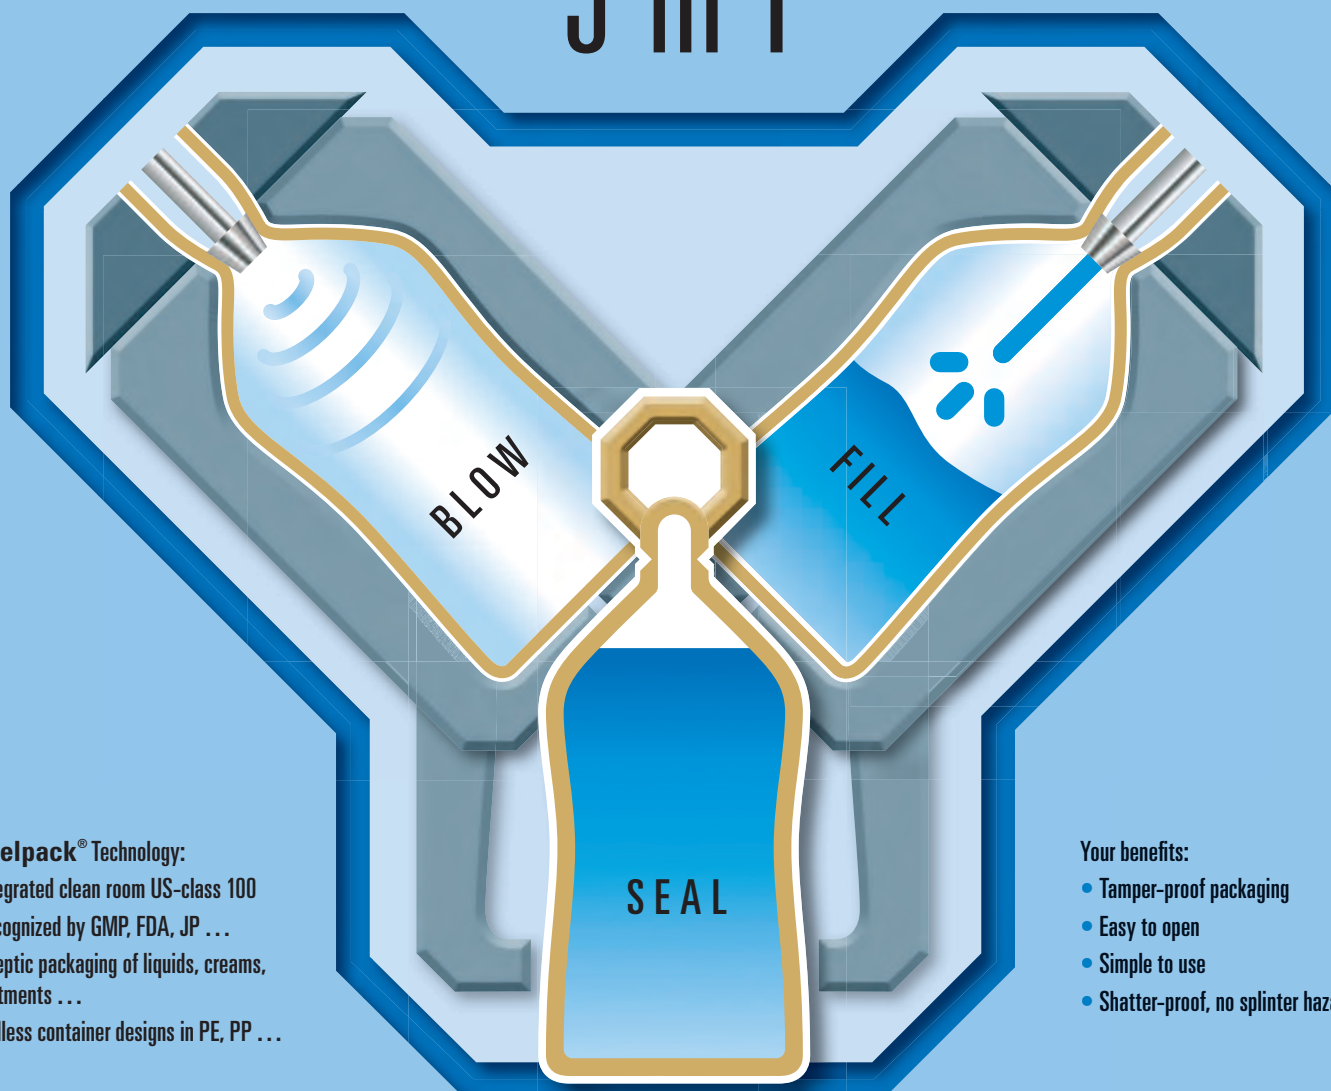 BLOW
FILL
SEAL
elpack® Technology:
egrated clean room US-class 100
cognized by GMP, FDA, JP ...
eptic packaging of liquids, creams,
tments ...
lless container designs in PE, PP ...
Your benefits:
• Tamper-proof packaging
• Easy to open
• Simple to use
• Shatter-proof, no splinter haza